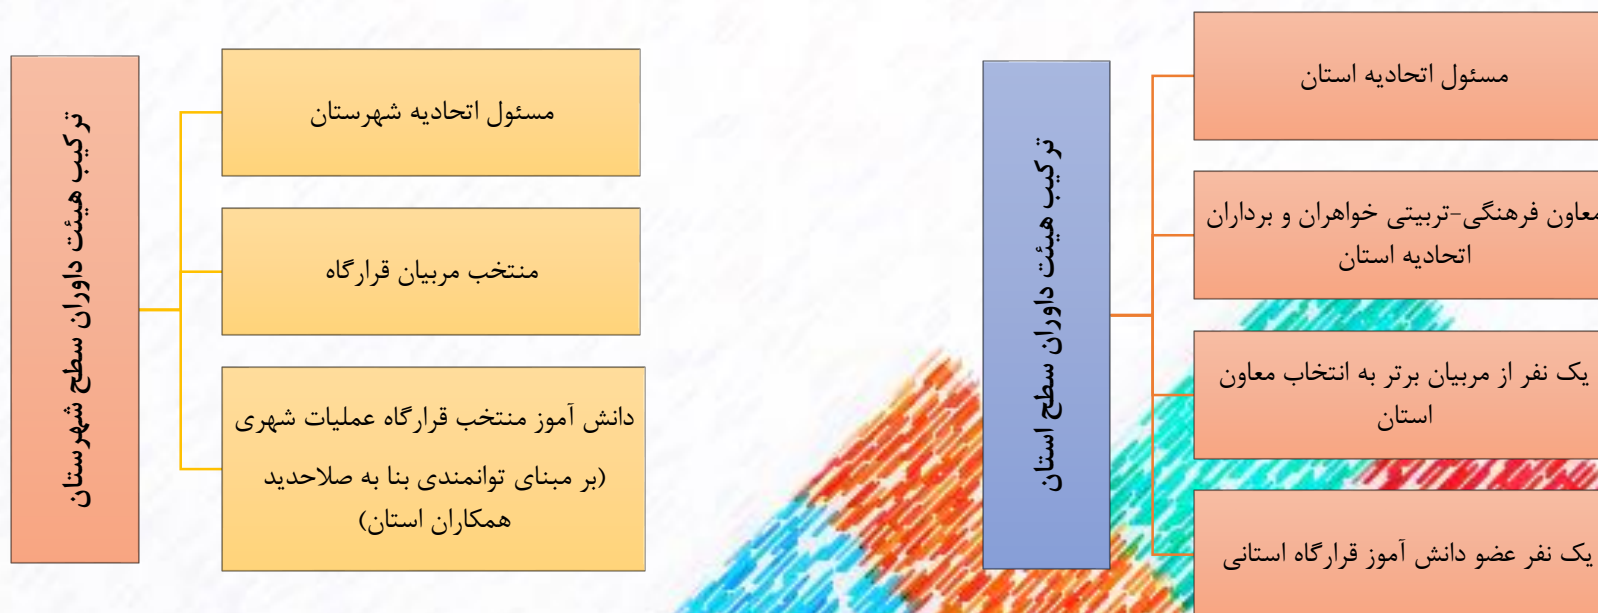 ترکیب هیئت داوران سطح استان
مسئول اتحادیه استان
معاون فرهنگی-تربیتی خواهران و برداران
اتحادیه استان
یک نفر از مربیان برتر به انتخاب معاون
استان
یک نفر عضو دانش آموز قرارگاه استانی
ترکیب هیئت داوران سطح شهرستان
مسئول اتحادیه شهرستان
منتخب مربیان قرارگاه
دانش آموز منتخب قرارگاه عملیات شهری
(بر مبنای توانمندی بنا به صلاحدید
همکاران استان)